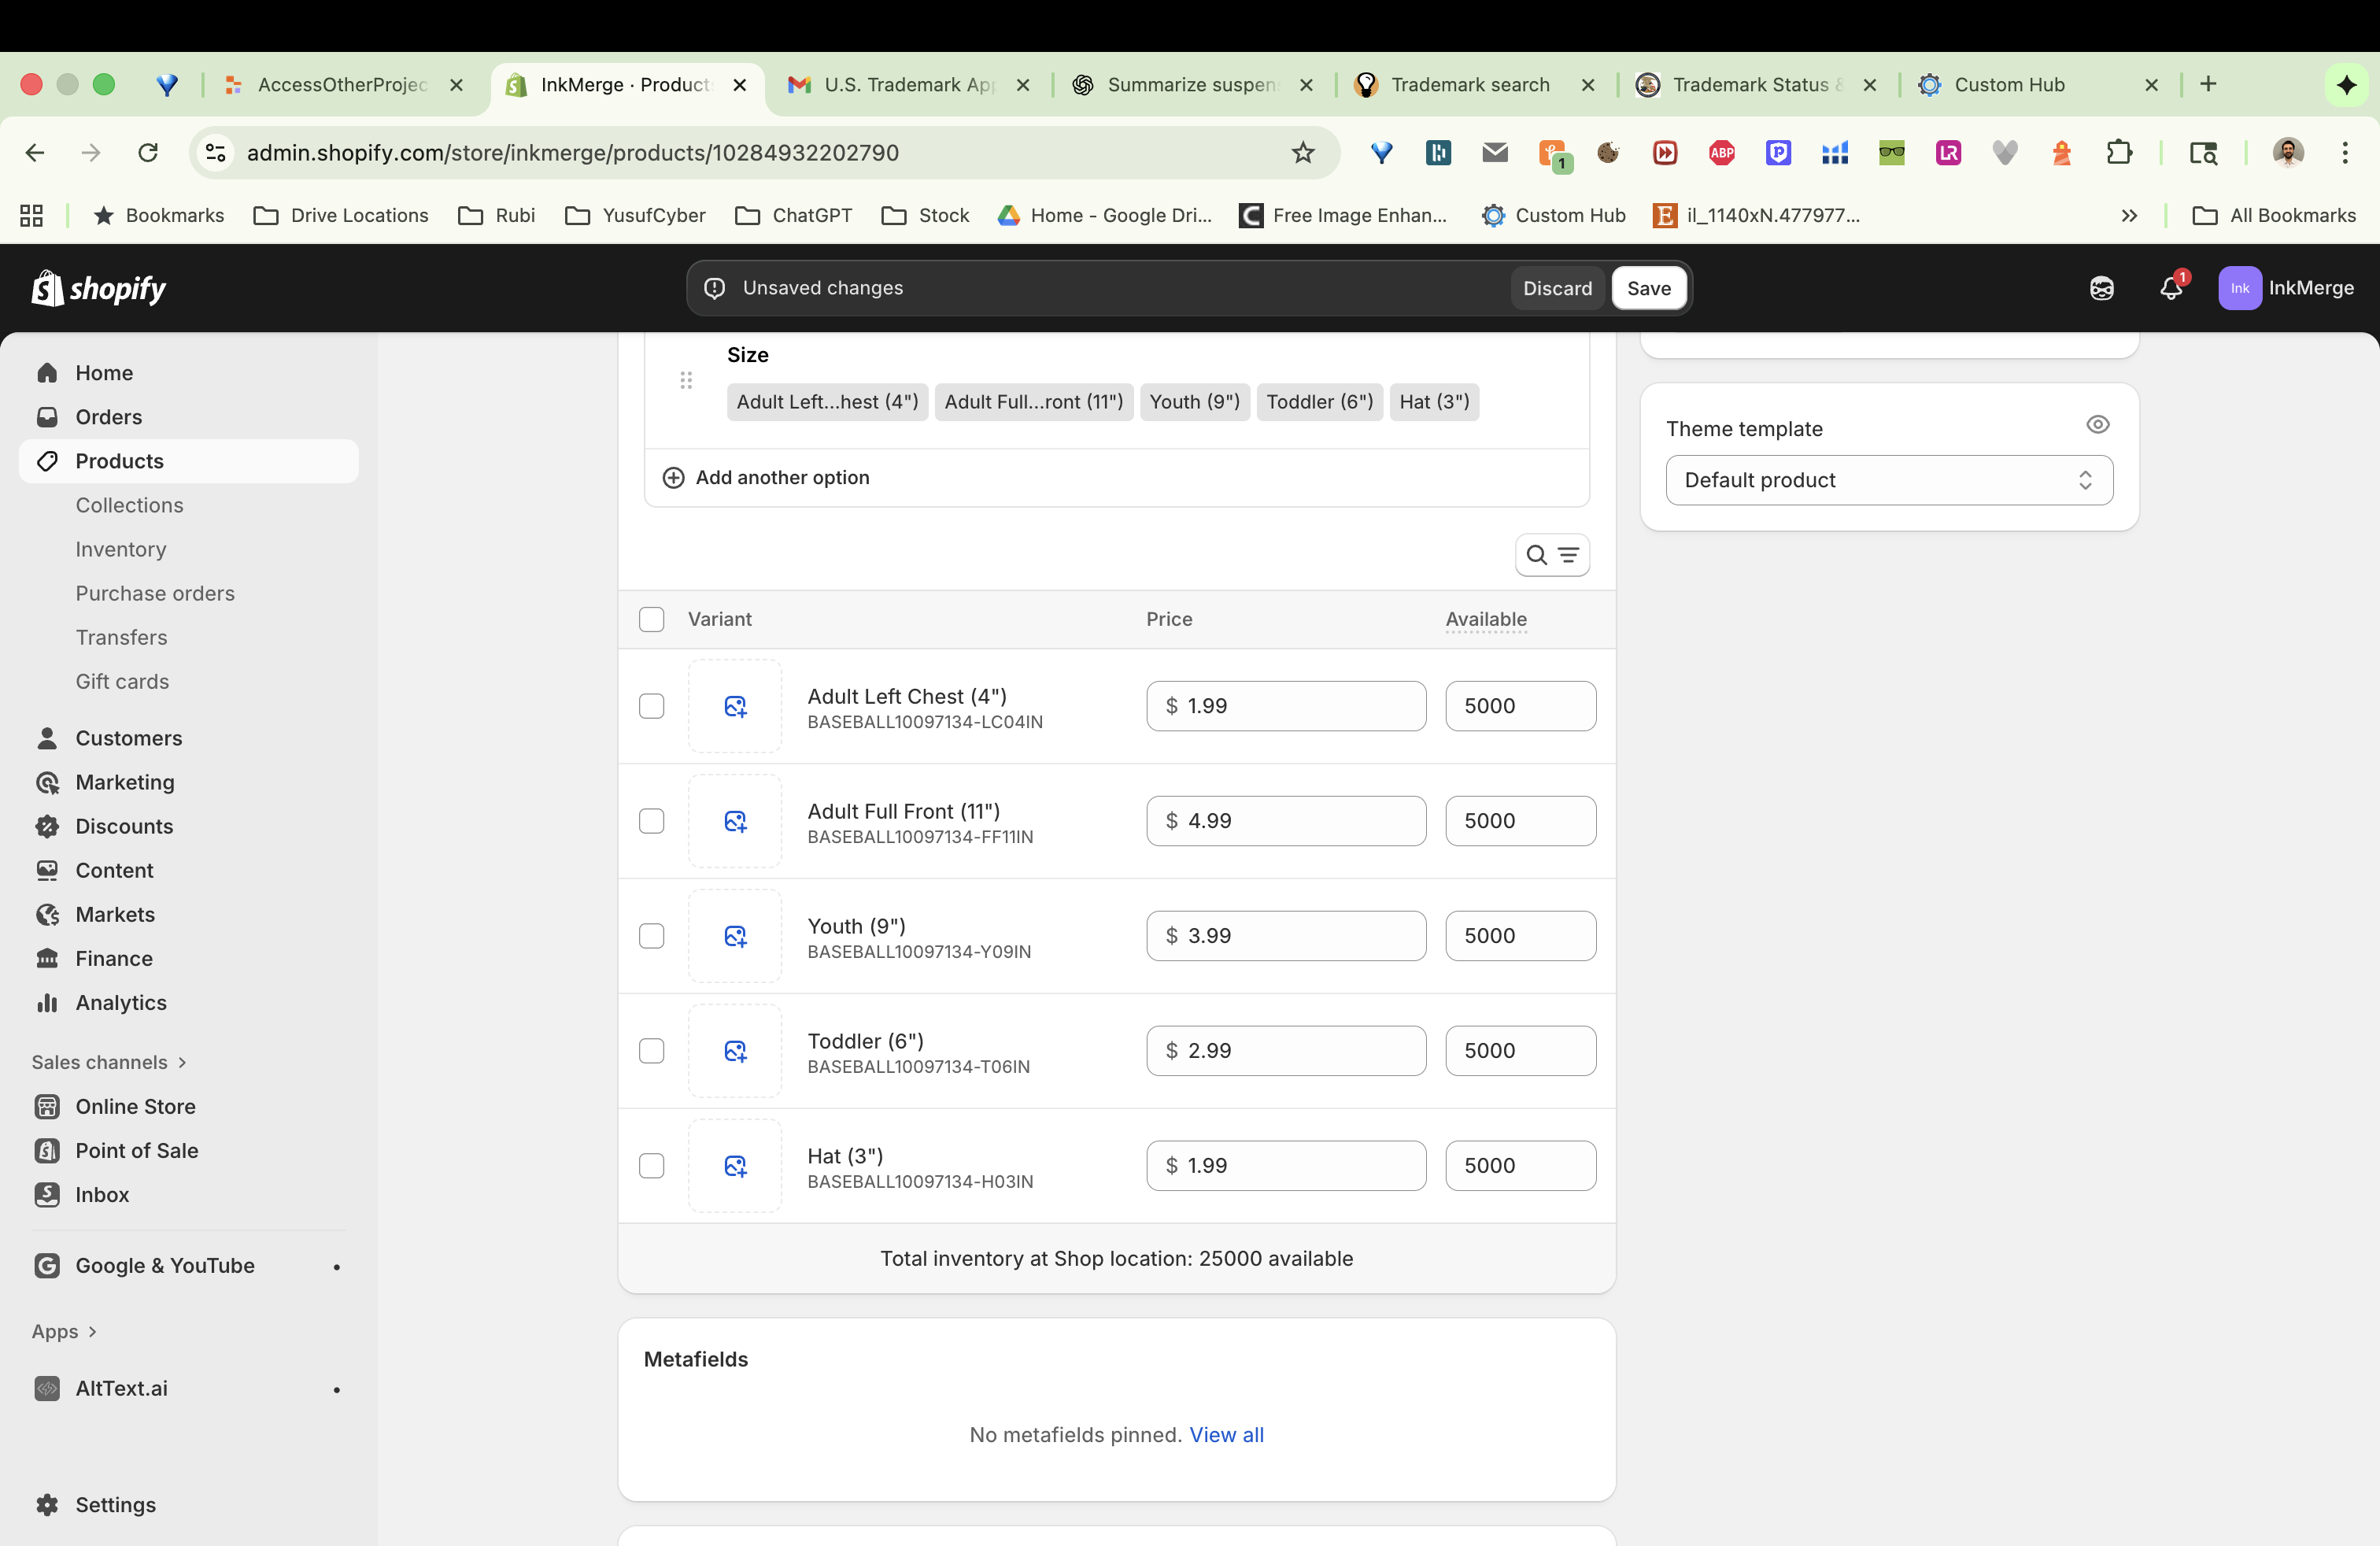 AccessOtherProjec
InkMerge · Product
U.S. Trademark Ap
Summarize suspen
Trademark search
Trademark Status &
Custom Hub
admin.shopify.com/store/inkmerge/products/10284932202790
1
ABP
LR
Bookmarks
Drive Locations
Rubi
YusufCyber
ChatGPT
Stock
Home - Google Dri...
Free Image Enhan...
Custom Hub
il_1140xN.477977...
All Bookmarks
shopify
Unsaved changes
Discard
Save
1
Ink
InkMerge
Home
Orders
Products
Collections
Inventory
Purchase orders
Transfers
Gift cards
Customers
Marketing
Discounts
Content
Markets
Finance
Analytics
Sales channels
Online Store
Point of Sale
Inbox
Google & YouTube
Apps
AltText.ai
Settings
Size
Adult Left...hest (4")
Adult Full...ront (11")
Youth (9")
Toddler (6")
Hat (3")
Add another option
Variant
Price
Available
Adult Left Chest (4")
BASEBALL10097134-LC04IN
$ 1.99
5000
Adult Full Front (11")
BASEBALL10097134-FF11IN
$ 4.99
5000
Youth (9")
BASEBALL10097134-Y09IN
$ 3.99
5000
Toddler (6")
BASEBALL10097134-T06IN
$ 2.99
5000
Hat (3")
BASEBALL10097134-H03IN
$ 1.99
5000
Total inventory at Shop location: 25000 available
Metafields
No metafields pinned. View all
Theme template
Default product